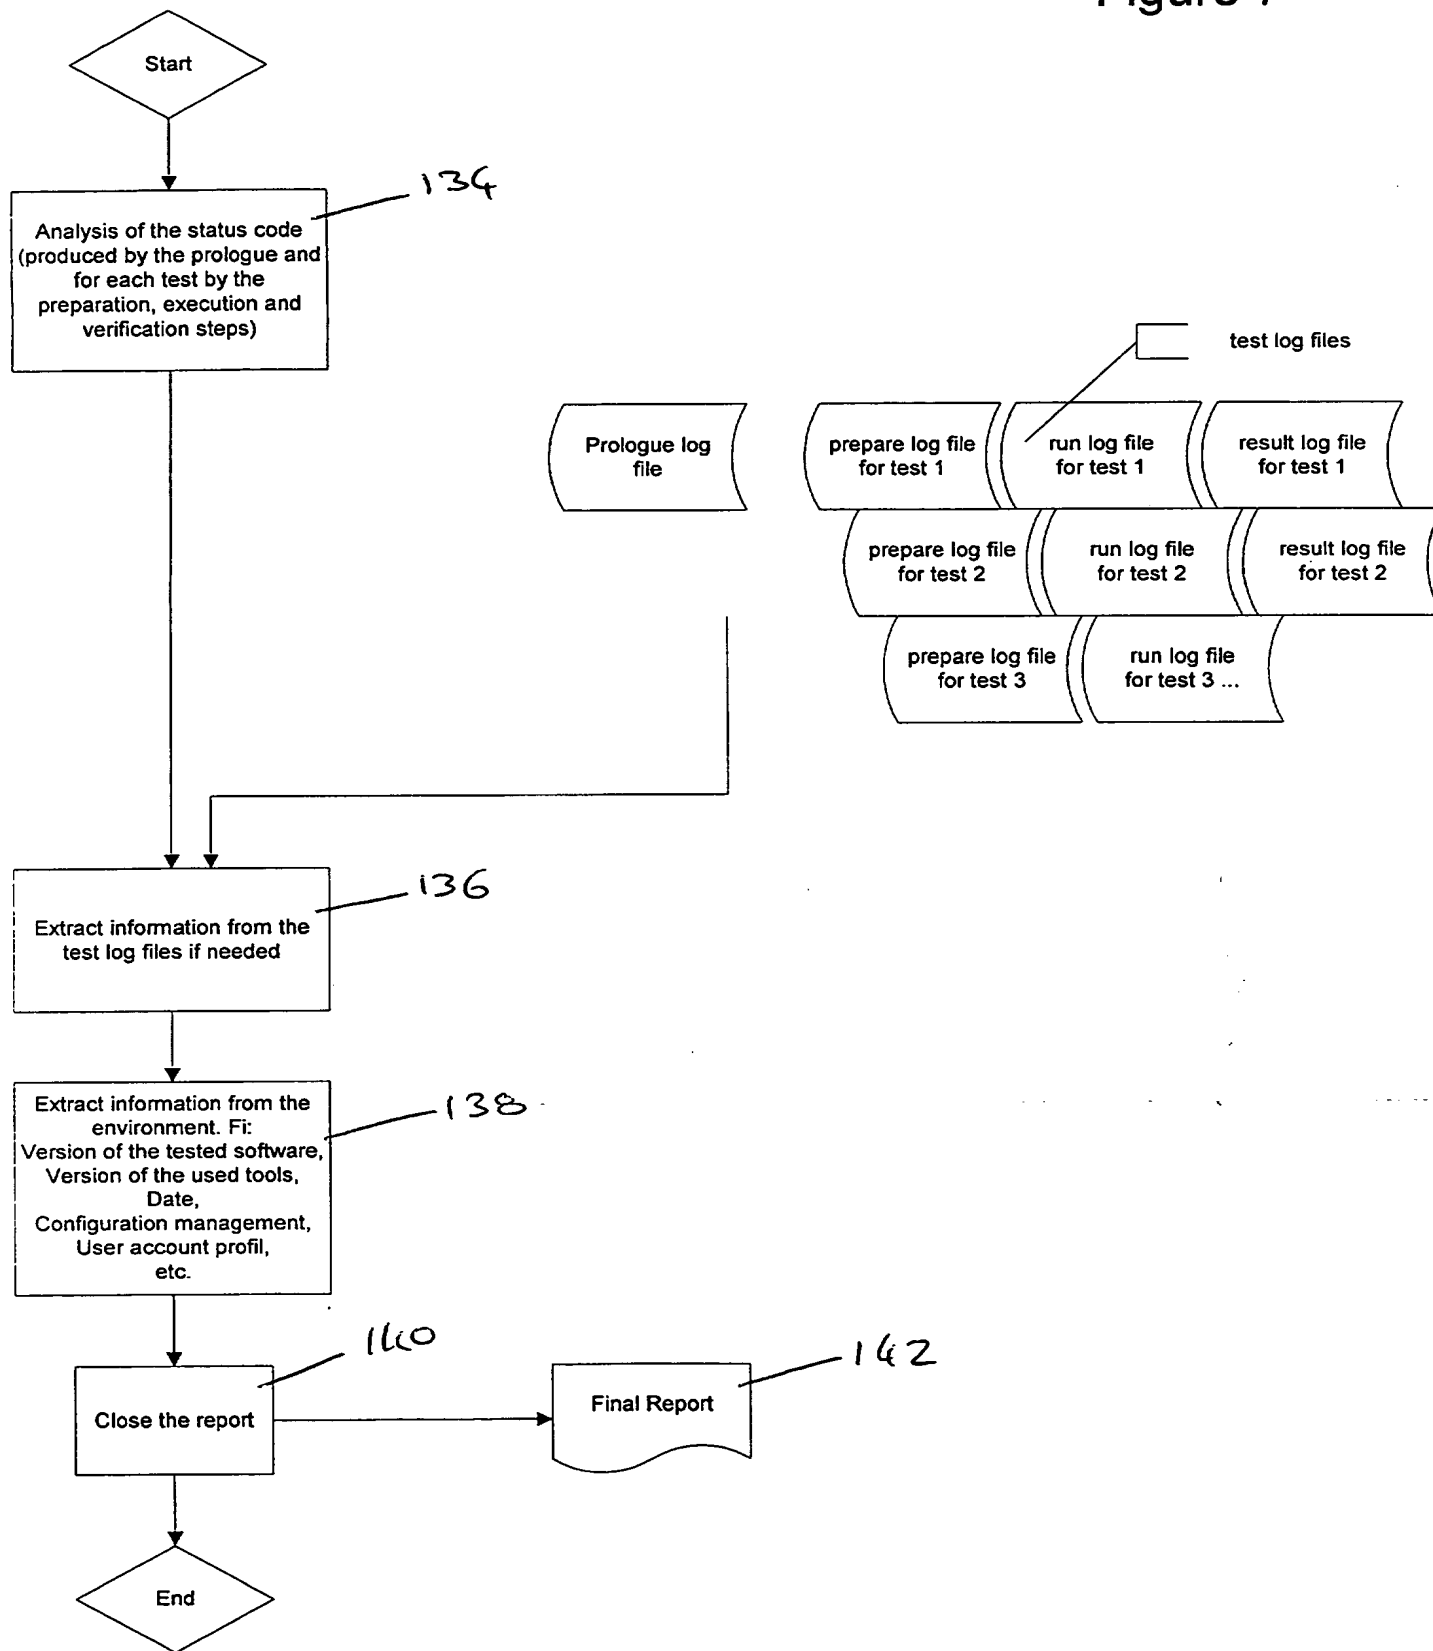 Start
134
Analysis of the status code
(produced by the prologue and
for each test by the
preparation, execution and
verification steps)
test log files
Prologue log
file
prepare log file
for test 1
run log file
for test 1
result log file
for test 1
prepare log file
for test 2
run log file
for test 2
result log file
for test 2
prepare log file
for test 3
run log file
for test 3 ...
136
Extract information from the
test log files if needed
138
Extract information from the
environment. Fi:
Version of the tested software,
Version of the used tools,
Date,
Configuration management,
User account profil,
etc.
140
Close the report
142
Final Report
End